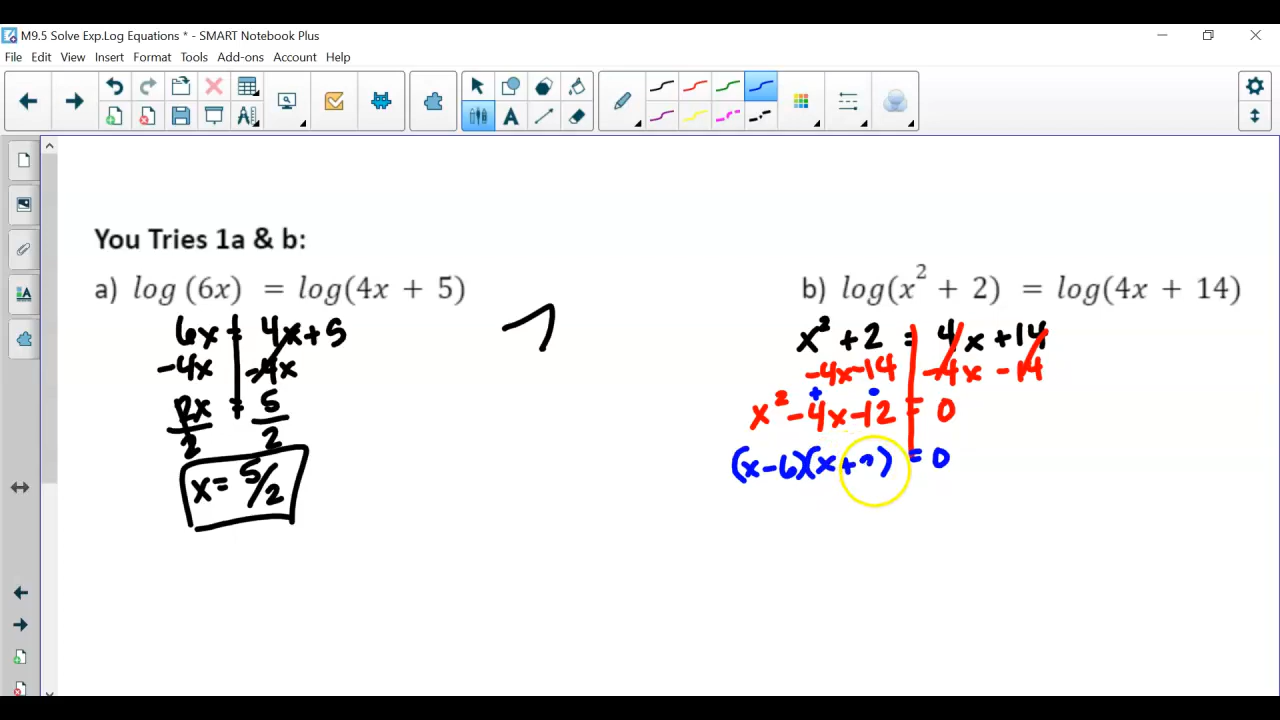 M9.5 Solve Exp.Log Equations * - SMART Notebook Plus
File Edit View Insert Format Tools Add-ons Account Help
You Tries 1a & b:
a) log (6x) = log(4x + 5)
6x = 4x+5
-4x -4x
2x = 5
2 2
x = 5/2
b) log(x² + 2) = log(4x + 14)
x² + 2 = 4x +14
-4x -14 -4x -14
x² - 4x -12 = 0
(x-6)(x+2) = 0